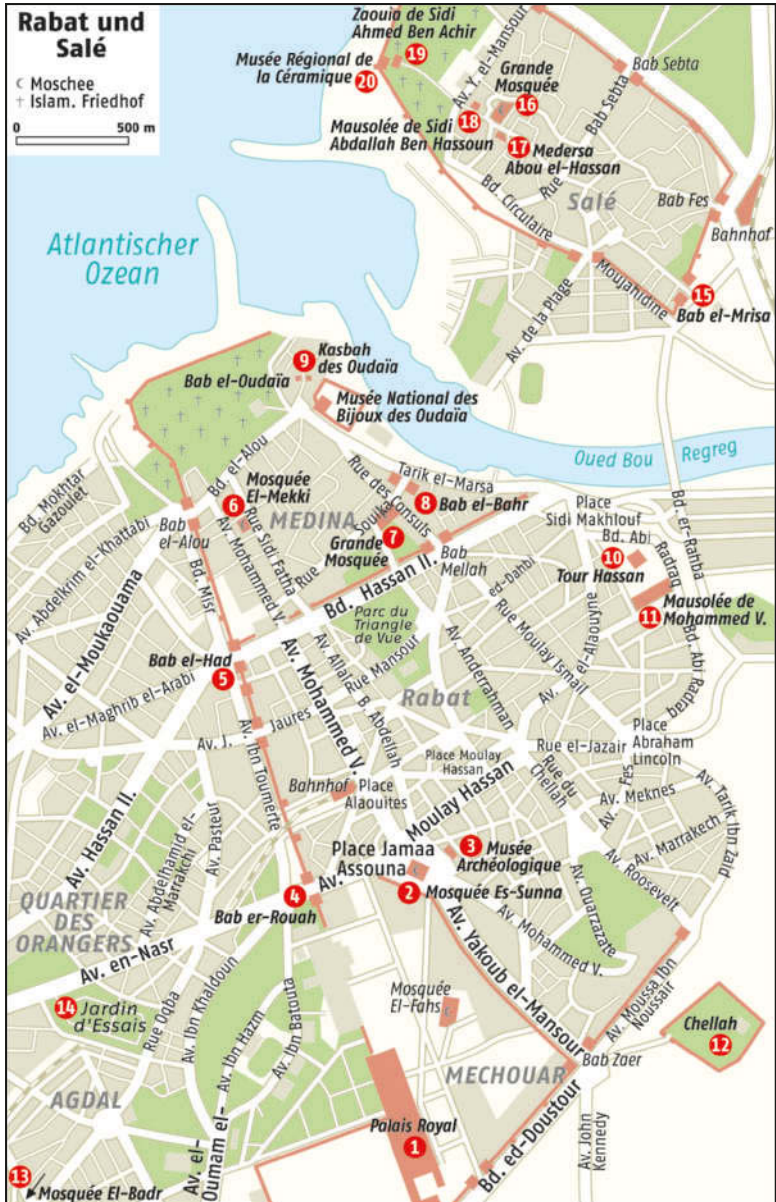 Rabat und
Salé
Moschee
Islam. Friedhof
0 500 m
Zaouia de Sidi
Ahmed Ben Achir
19
Musée Régional de
la Céramique
20
Av. Y. el-Mansour
Grande
Mosquée
16
18
Mausolée de Sidi
Abdallah Ben Hassoun
17
Medersa
Abou el-Hassan
Bab Sebta
Rue Bab Sebta
Salé
Bd. Circulaire
Bab Fes
Bahnhof
Moujahidine
15
Bab el-Mrisa
Av. de la Plage
Atlantischer
Ozean
9
Kasbah
des Oudaïa
Bab el-Oudaïa
Musée National des
Bijoux des Oudaïa
Oued Bou Regreg
Bd. el-Alou
Tarik el-Marsa
Rue des Consuls
Mosquée
El-Mekki
6
8
Bab el-Bahr
MEDINA
Bd. Mokhtar
Gazouliet
Av. Abdelkrim el-Khattabi
Bab
el-Alou
Rue Sidi Fatha
Av. Mohammed V.
Rue Souika
7
Grande
Mosquée
Bab
Mellah
Place
Sidi Makhlouf
Bd. Abi Radraq
Bd. er-Rahba
10
Tour Hassan
11
Mausolée de
Mohammed V.
Bd. Abi Radraq
Bd. Misr
Bd. Hassan II.
ed-Dahbi
Rue Moulay Ismail
Av. el-Alaouyne
Parc du
Triangle
de Vue
Av. el-Moukaouama
Bab el-Had
5
Av. Mohammed V.
Av. Allal B. Abdellah
Rue Mansour
Av. Anderrahman
Rabat
Av. el-Maghrib el-Arabi
Av. J. Jaures
Av. Ibn Toumerte
Place Moulay
Hassan
Rue el-Jazair
Place
Abraham
Lincoln
Bahnhof
Place
Alaouites
Moulay Hassan
Rue du
Chellah
Av. Fes
Av. Meknes
Av. Tarik Ibn Zaid
Av. Marrakech
Av. Roosevelt
Av. Hassan II.
Av. Abdelhamid el-
Marrakchi
Av. Pasteur
Place Jamaa
Assouna
3
Musée
Archéologique
2
Mosquée Es-Sunna
Av.
4
Bab er-Rouah
QUARTIER
DES
ORANGERS
Av. en-Nasr
Av. Ouarzazate
Av. Mohammed V.
Av. Yakoub el-Mansour
Av. Moussa Ibn
Noussair
14
Jardin
d'Essais
Rue Oqba
Av. Ibn Khaldoun
Av. Ibn Hazm
Av. Ibn Batouta
Mosquée
El-Fahs
Chellah
12
Bab Zaer
MECHOUAR
AGDAL
Av. el-
Oumam el-
Palais Royal
1
Bd. ed-Doustour
Av. John
Kennedy
13
Mosquée El-Badr